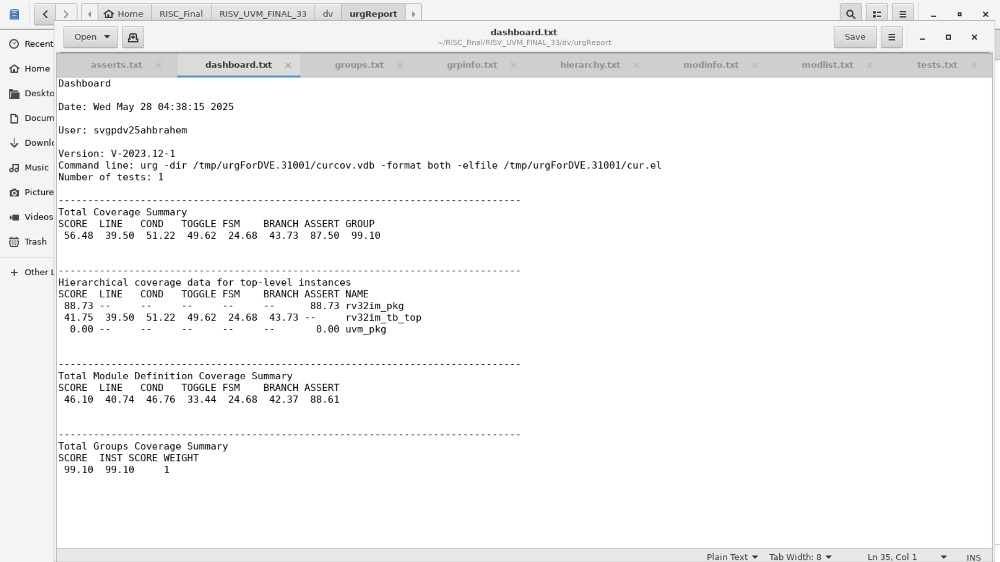 Home RISC_Final RISV_UVM_FINAL_33 dv urgReport
Open dashboard.txt Save
~/RISC_Final/RISV_UVM_FINAL_33/dv/urgReport
Recent
Home
Deskto
Docum
Downlo
Music
Picture
Videos
Trash
Other L
asserts.txt dashboard.txt groups.txt grpinfo.txt hierarchy.txt modinfo.txt modlist.txt tests.txt
Dashboard
Date: Wed May 28 04:38:15 2025
User: svgpdv25ahbrahem
Version: V-2023.12-1
Command line: urg -dir /tmp/urgForDVE.31001/curcov.vdb -format both -elfile /tmp/urgForDVE.31001/cur.el
Number of tests: 1
-------------------------------------------------------------------------------
Total Coverage Summary
SCORE  LINE   COND   TOGGLE FSM    BRANCH ASSERT GROUP
 56.48  39.50  51.22  49.62  24.68  43.73  87.50  99.10
-------------------------------------------------------------------------------
Hierarchical coverage data for top-level instances
SCORE  LINE   COND   TOGGLE FSM    BRANCH ASSERT NAME
 88.73 --     --     --     --     --      88.73 rv32im_pkg
 41.75  39.50  51.22  49.62  24.68  43.73 --     rv32im_tb_top
  0.00 --     --     --     --     --       0.00 uvm_pkg
-------------------------------------------------------------------------------
Total Module Definition Coverage Summary
SCORE  LINE   COND   TOGGLE FSM    BRANCH ASSERT
 46.10  40.74  46.76  33.44  24.68  42.37  88.61
-------------------------------------------------------------------------------
Total Groups Coverage Summary
SCORE  INST SCORE WEIGHT
 99.10  99.10     1
Plain Text Tab Width: 8 Ln 35, Col 1 INS